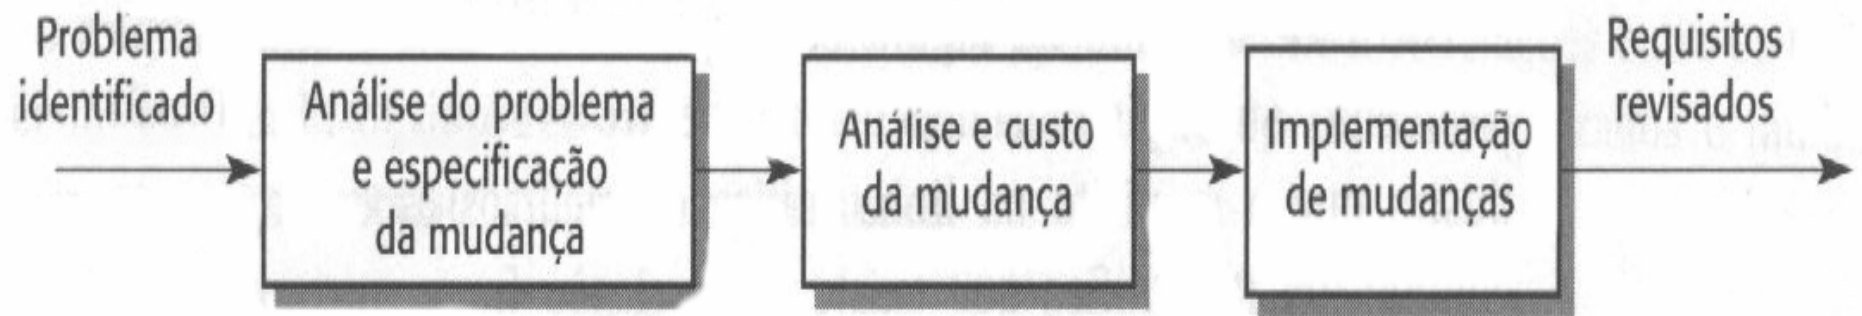 Problema
identificado
Análise do problema
e especificação
da mudança
Análise e custo
da mudança
Implementação
de mudanças
Requisitos
revisados